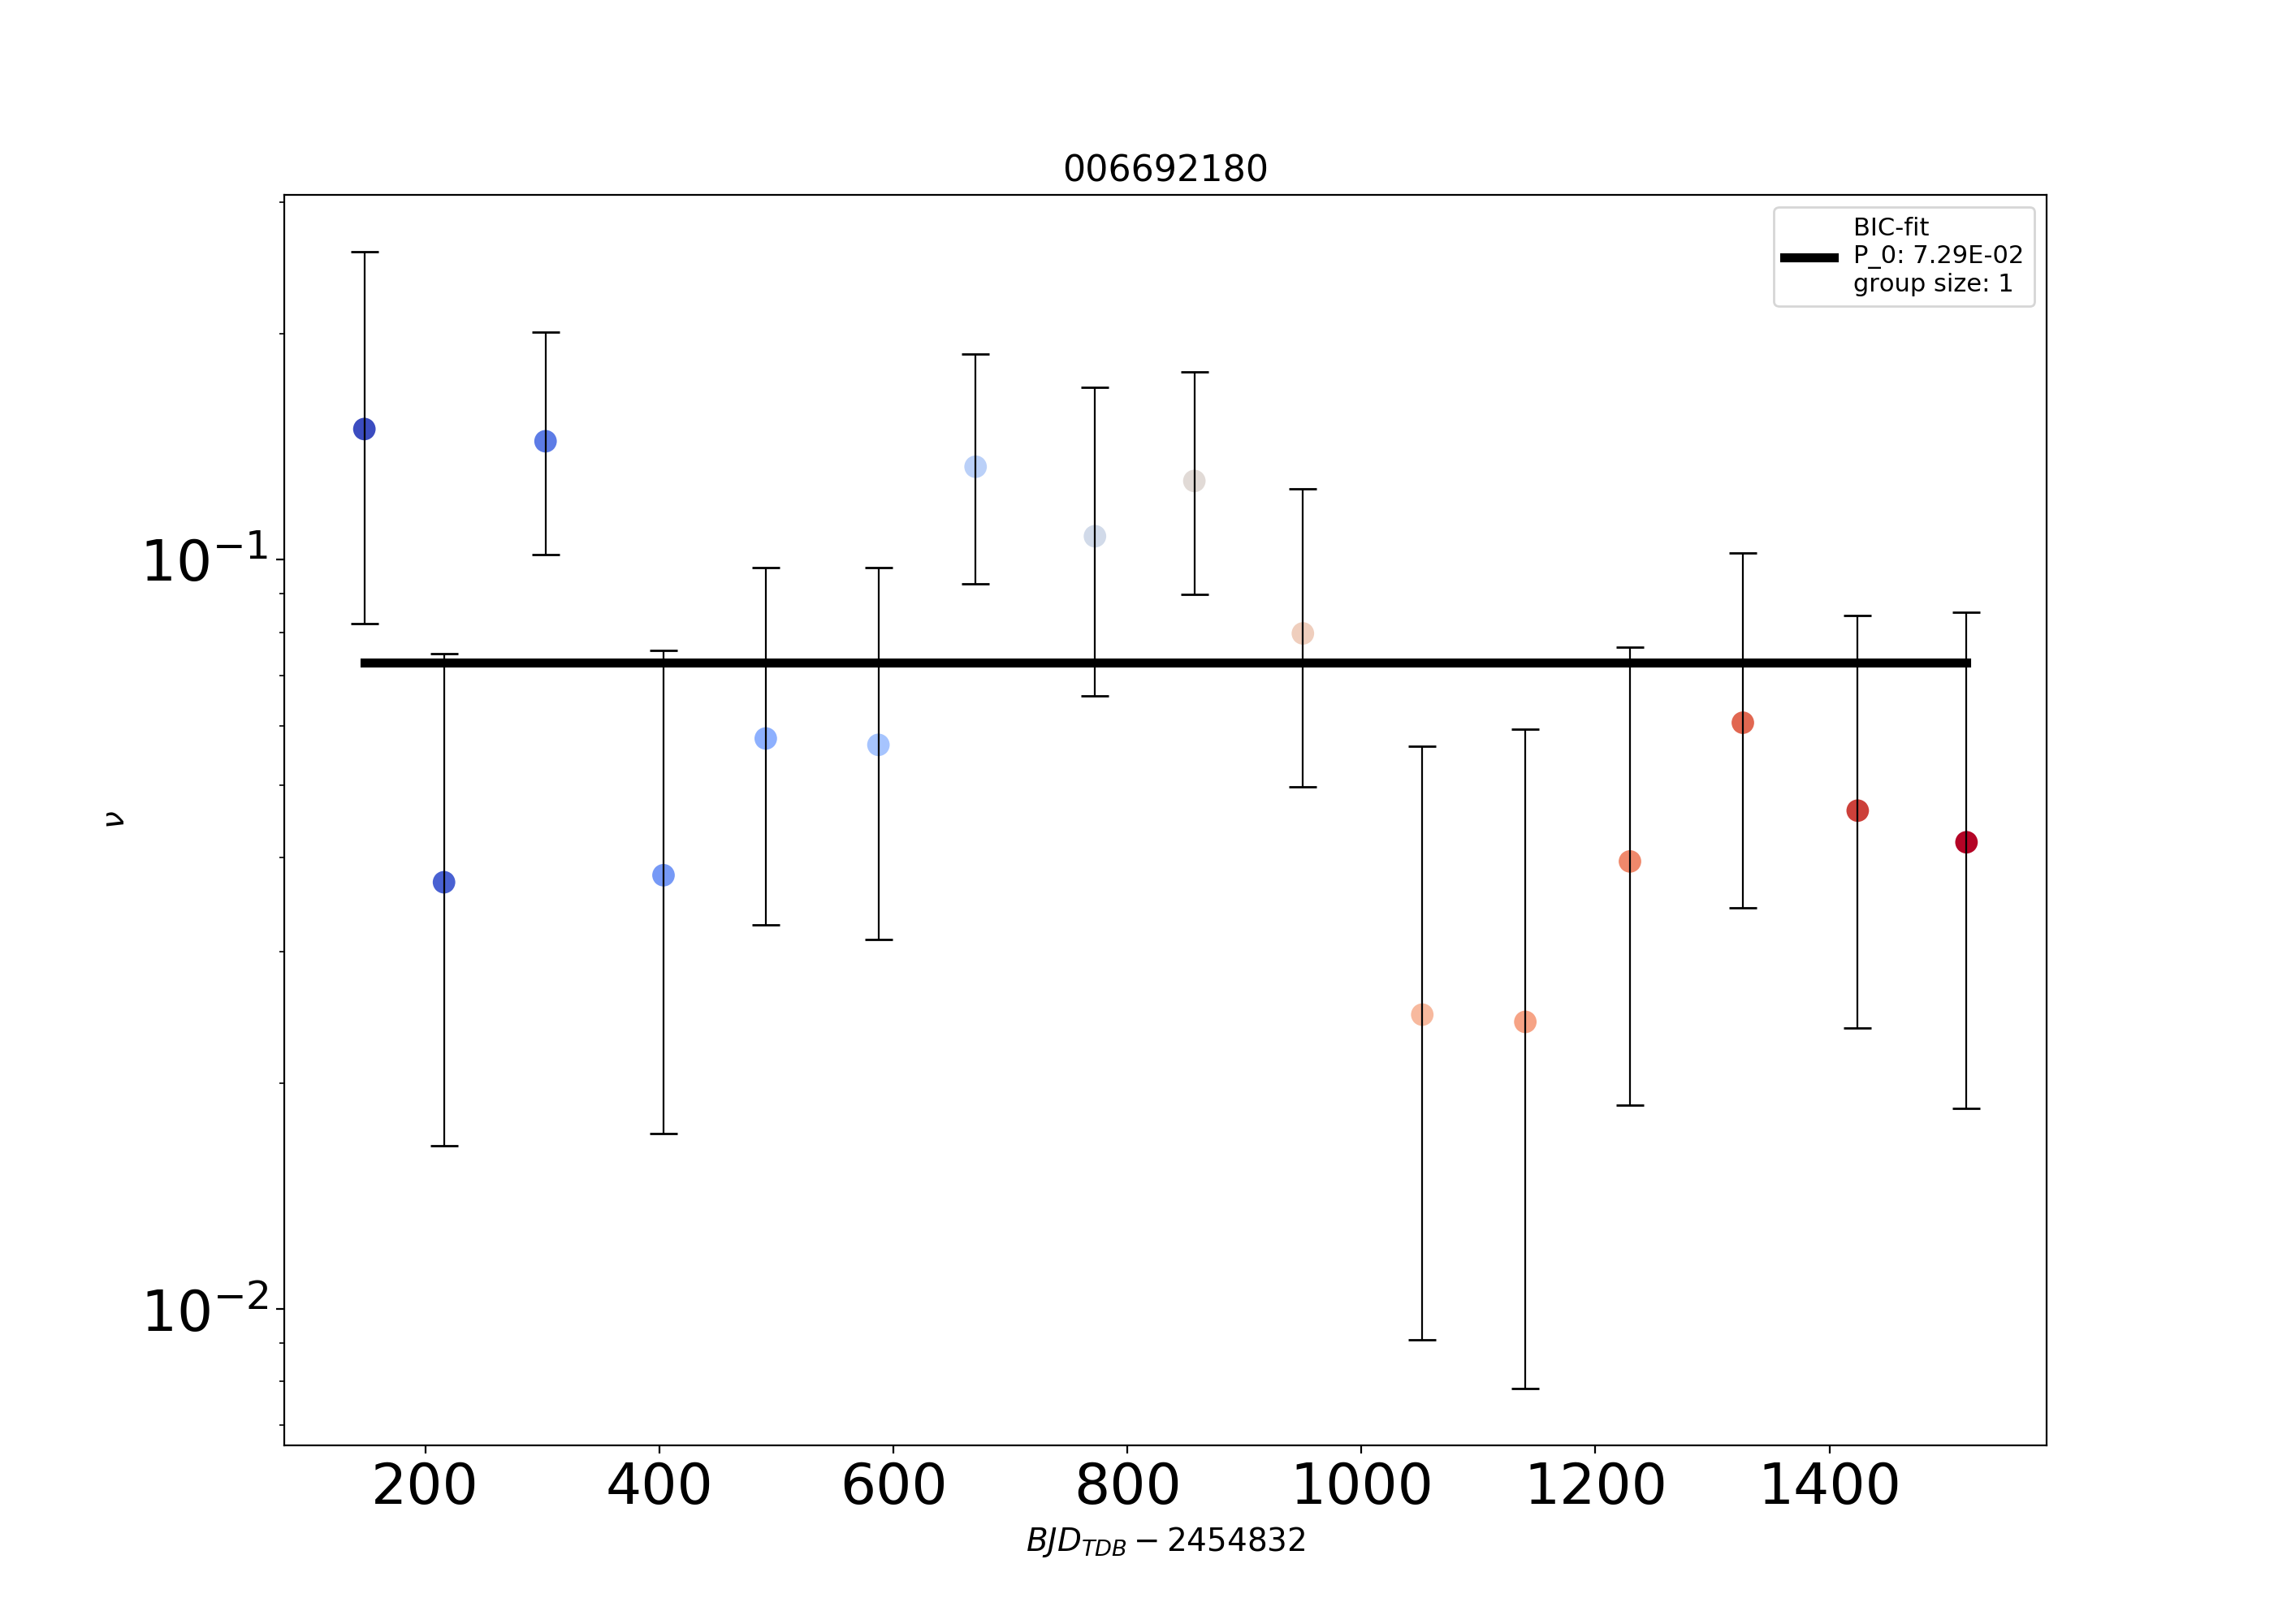 006692180
BIC-fit
P_0: 7.29E-02
group size: 1
10⁻¹
10⁻²
ν
200 400 600 800 1000 1200 1400
BJD_TDB − 2454832